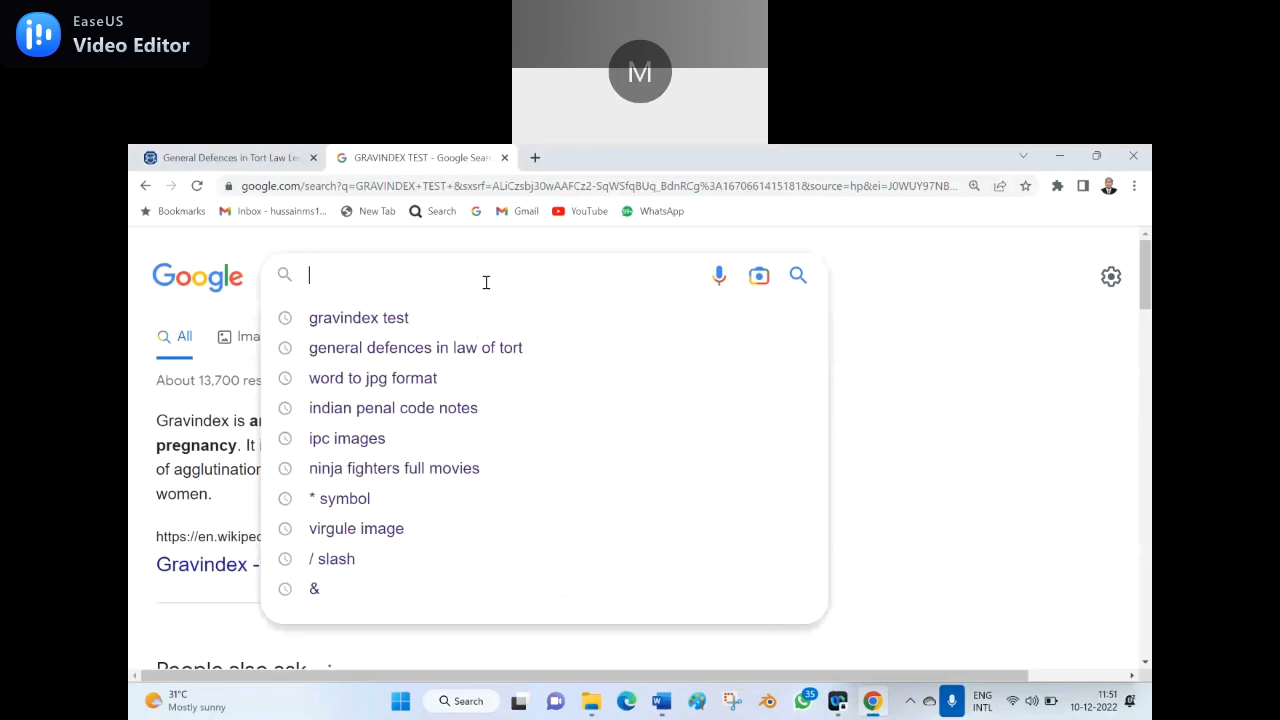 EaseUS
Video Editor
M
General Defences in Tort Law Le
GRAVINDEX TEST - Google Sear
google.com/search?q=GRAVINDEX+TEST+&sxsrf=ALiCzsbj30wAAFCz2-SqWSfqBUq_BdnRCg%3A1670661415181&source=hp&ei=J0WUY97NB...
Bookmarks
Inbox - hussainms1...
New Tab
Search
Gmail
YouTube
WhatsApp
Google
gravindex test
general defences in law of tort
word to jpg format
indian penal code notes
ipc images
ninja fighters full movies
* symbol
virgule image
/ slash
&
All
Ima
About 13,700 res
Gravindex is a
pregnancy. It i
of agglutination
women.
https://en.wikipec
Gravindex -
People also ask
31°C
Mostly sunny
Search
35
ENG
INTL
11:51
10-12-2022